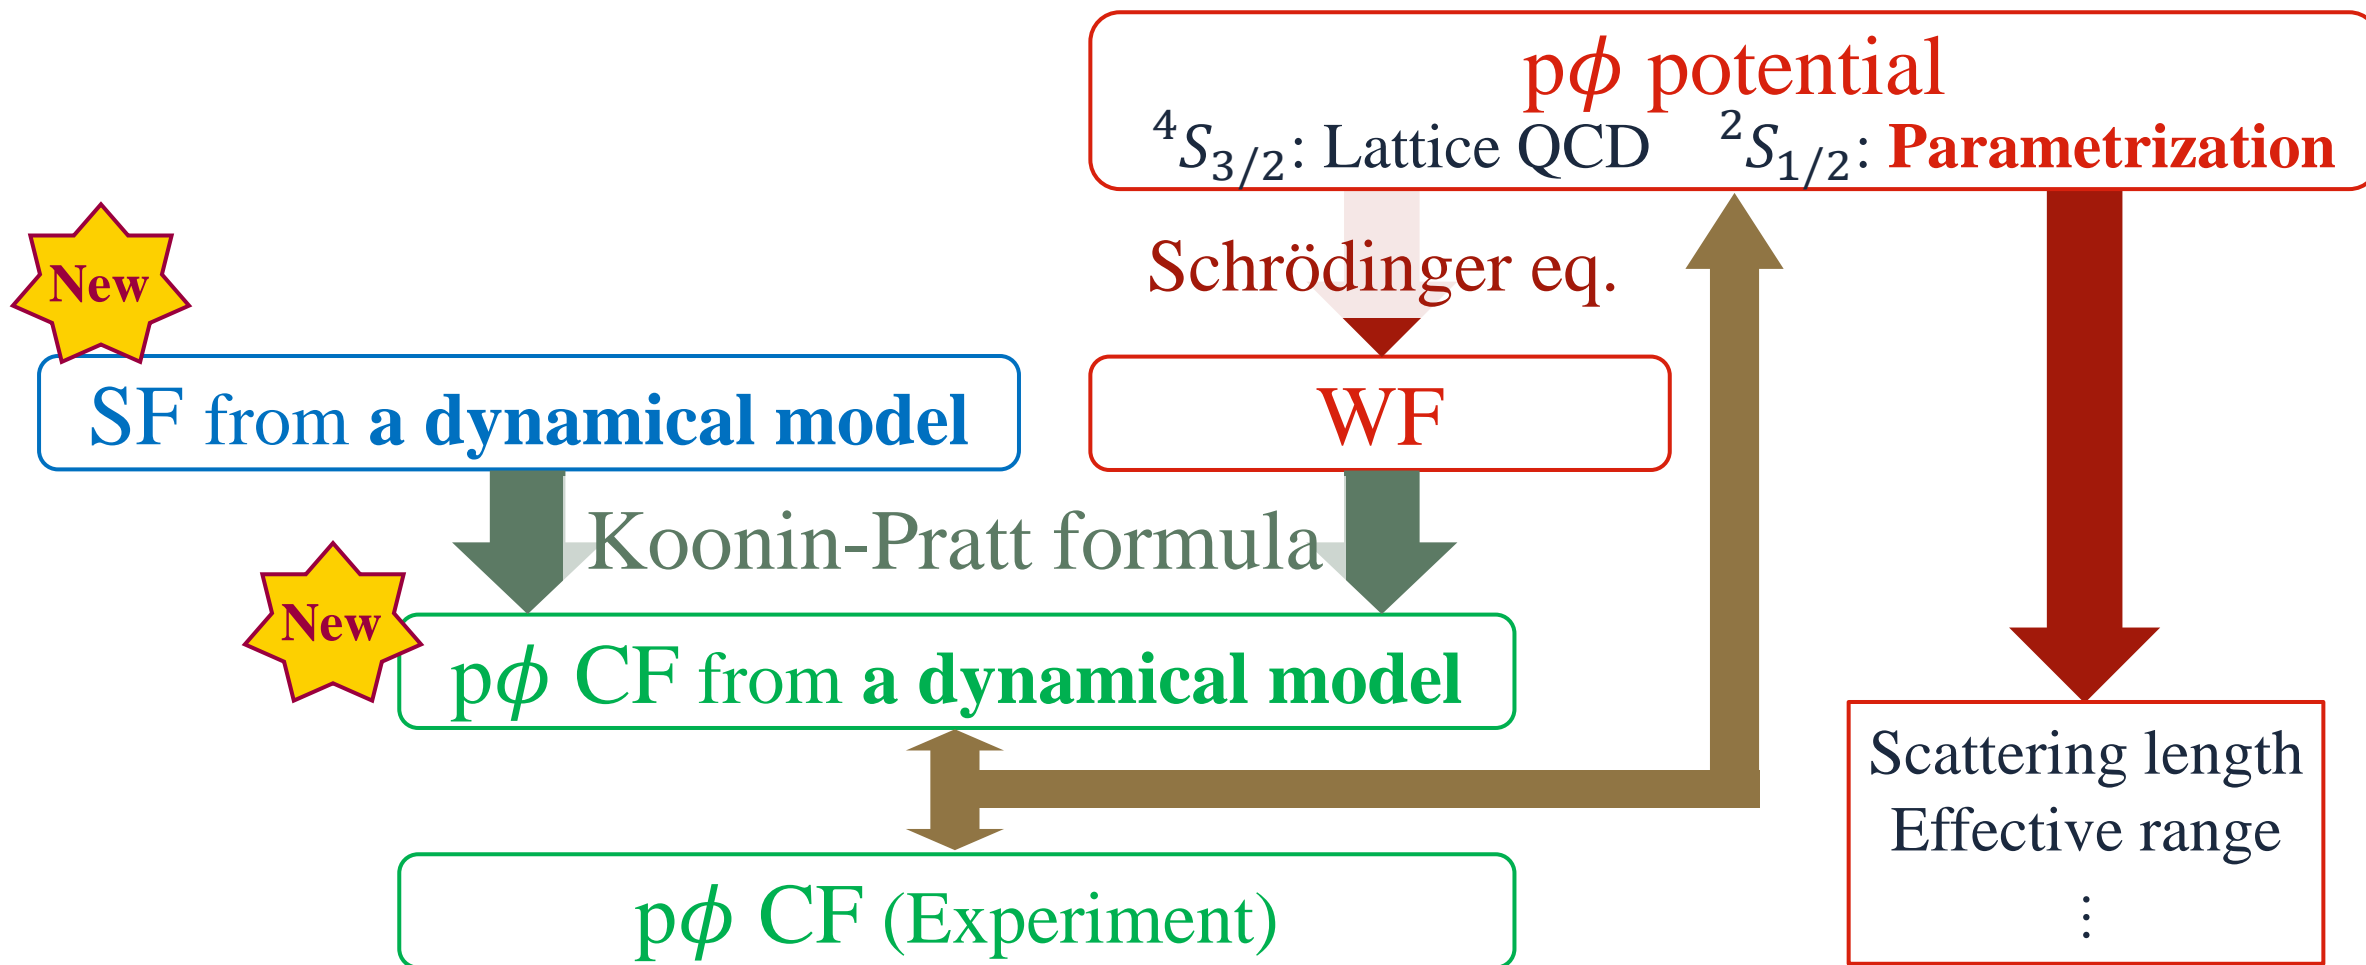 pϕ potential
⁴S₃/₂: Lattice QCD ²S₁/₂: Parametrization
Schrödinger eq.
New
SF from a dynamical model
WF
Koonin-Pratt formula
New
pϕ CF from a dynamical model
Scattering length
Effective range
⋮
pϕ CF (Experiment)